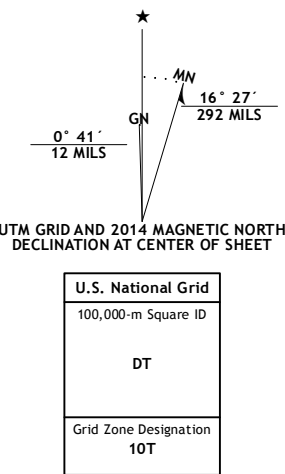 ★
MN
GN
16° 27´
292 MILS
0° 41´
12 MILS
UTM GRID AND 2014 MAGNETIC NORTH
DECLINATION AT CENTER OF SHEET
U.S. National Grid
100,000-m Square ID
DT
Grid Zone Designation
10T